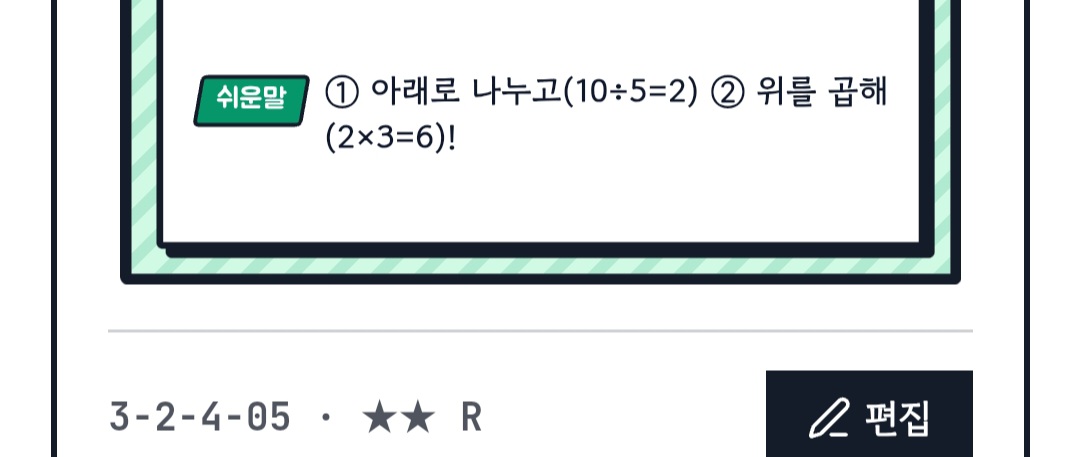 쉬운말 ① 아래로 나누고(10÷5=2) ② 위를 곱해
(2×3=6)!
3-2-4-05 · ★★ R
편집